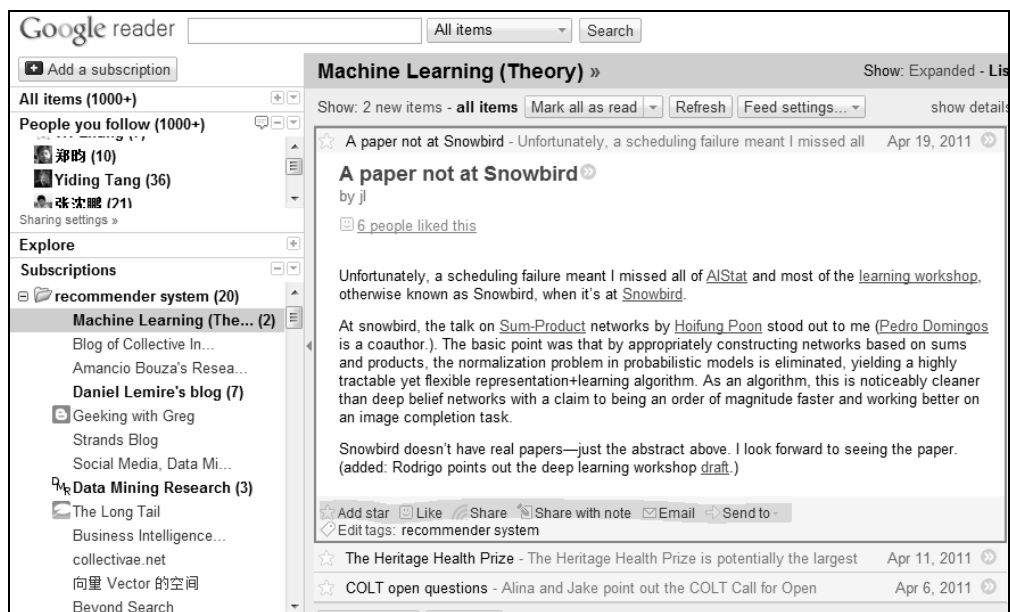 Google reader
All items
Search
Add a subscription
All items (1000+)
People you follow (1000+)
郑昀 (10)
Yiding Tang (36)
张沈鹏 (21)
Sharing settings »
Explore
Subscriptions
recommender system (20)
Machine Learning (The... (2)
Blog of Collective In...
Amancio Bouza's Resea...
Daniel Lemire's blog (7)
Geeking with Greg
Strands Blog
Social Media, Data Mi...
DMR Data Mining Research (3)
The Long Tail
Business Intelligence...
collectivae.net
向量 Vector 的空间
Beyond Search
Machine Learning (Theory) »
Show: Expanded - Lis
Show: 2 new items - all items
Mark all as read
Refresh
Feed settings...
show details
A paper not at Snowbird - Unfortunately, a scheduling failure meant I missed all Apr 19, 2011
A paper not at Snowbird
by jl
6 people liked this
Unfortunately, a scheduling failure meant I missed all of AIStat and most of the learning workshop,
otherwise known as Snowbird, when it's at Snowbird.
At snowbird, the talk on Sum-Product networks by Hoifung Poon stood out to me (Pedro Domingos
is a coauthor.). The basic point was that by appropriately constructing networks based on sums
and products, the normalization problem in probabilistic models is eliminated, yielding a highly
tractable yet flexible representation+learning algorithm. As an algorithm, this is noticeably cleaner
than deep belief networks with a claim to being an order of magnitude faster and working better on
an image completion task.
Snowbird doesn't have real papers—just the abstract above. I look forward to seeing the paper.
(added: Rodrigo points out the deep learning workshop draft.)
Add star Like Share Share with note Email Send to
Edit tags: recommender system
The Heritage Health Prize - The Heritage Health Prize is potentially the largest Apr 11, 2011
COLT open questions - Alina and Jake point out the COLT Call for Open Apr 6, 2011